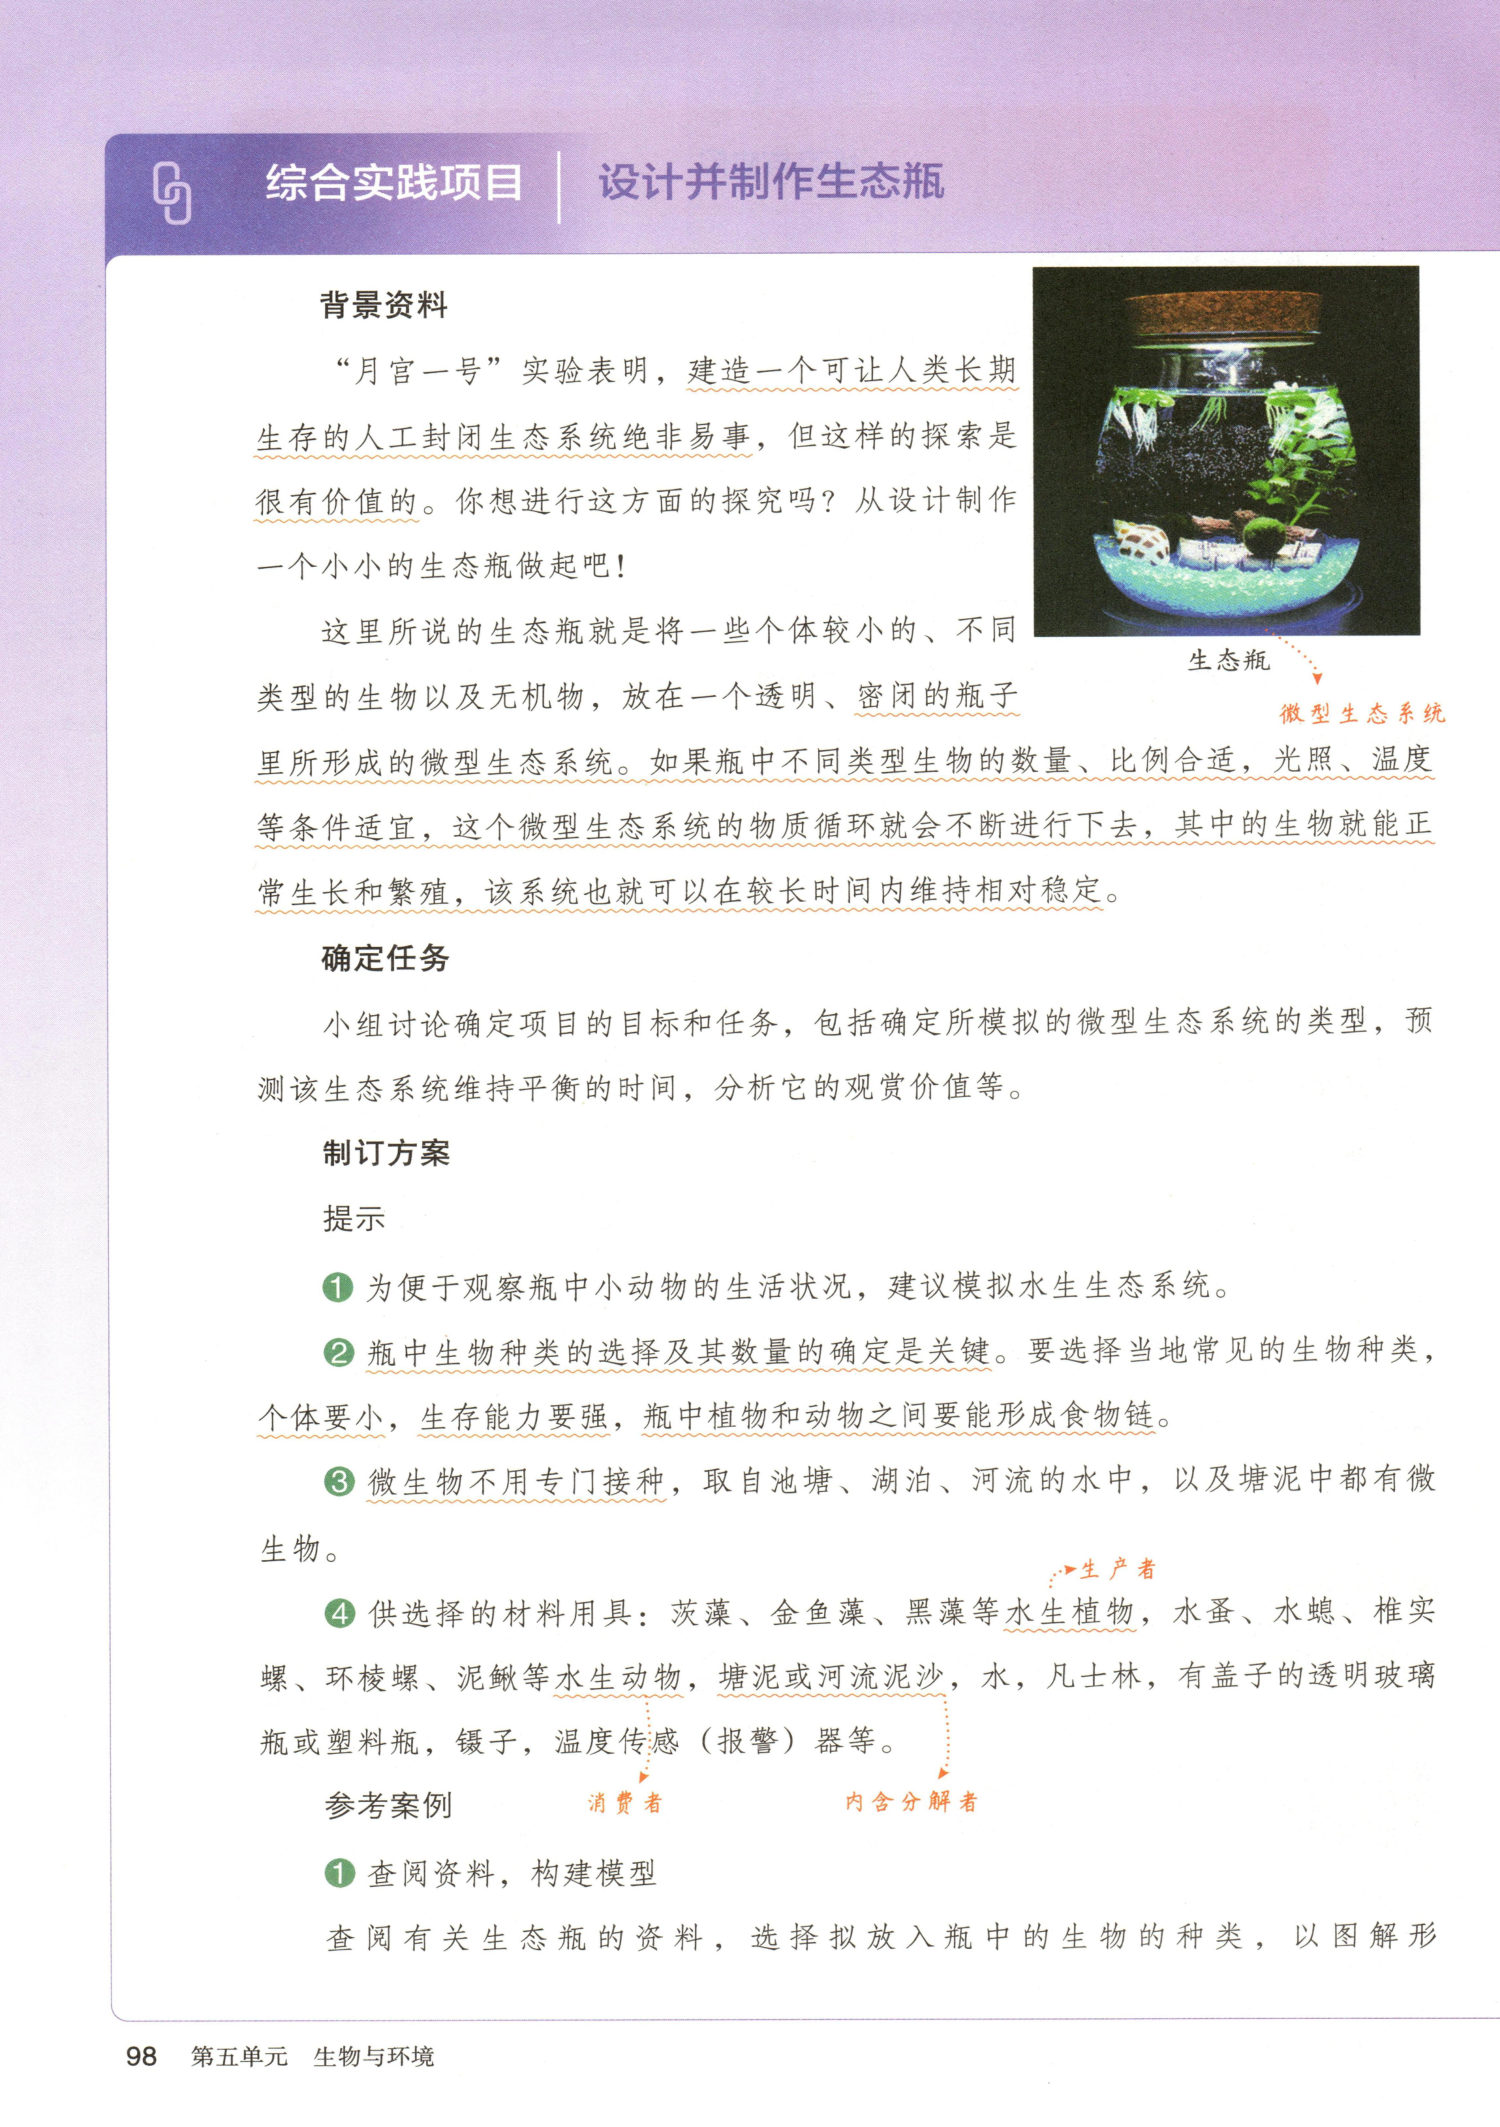 综合实践项目 设计并制作生态瓶
背景资料
“月宫一号”实验表明，建造一个可让人类长期
生存的人工封闭生态系统绝非易事，但这样的探索是
很有价值的。你想进行这方面的探究吗？从设计制作
一个小小的生态瓶做起吧！
这里所说的生态瓶就是将一些个体较小的、不同
生态瓶
类型的生物以及无机物，放在一个透明、密闭的瓶子
微型生态系统
里所形成的微型生态系统。如果瓶中不同类型生物的数量、比例合适，光照、温度
等条件适宜，这个微型生态系统的物质循环就会不断进行下去，其中的生物就能正
常生长和繁殖，该系统也就可以在较长时间内维持相对稳定。
确定任务
小组讨论确定项目的目标和任务，包括确定所模拟的微型生态系统的类型，预
测该生态系统维持平衡的时间，分析它的观赏价值等。
制订方案
提示
1 为便于观察瓶中小动物的生活状况，建议模拟水生生态系统。
2 瓶中生物种类的选择及其数量的确定是关键。要选择当地常见的生物种类，
个体要小，生存能力要强，瓶中植物和动物之间要能形成食物链。
3 微生物不用专门接种，取自池塘、湖泊、河流的水中，以及塘泥中都有微
生物。
生产者
4 供选择的材料用具：茨藻、金鱼藻、黑藻等水生植物，水蚤、水螅、椎实
螺、环棱螺、泥鳅等水生动物，塘泥或河流泥沙，水，凡士林，有盖子的透明玻璃
瓶或塑料瓶，镊子，温度传感（报警）器等。
参考案例
消费者
内含分解者
1 查阅资料，构建模型
查阅有关生态瓶的资料，选择拟放入瓶中的生物的种类，以图解形
98 第五单元 生物与环境